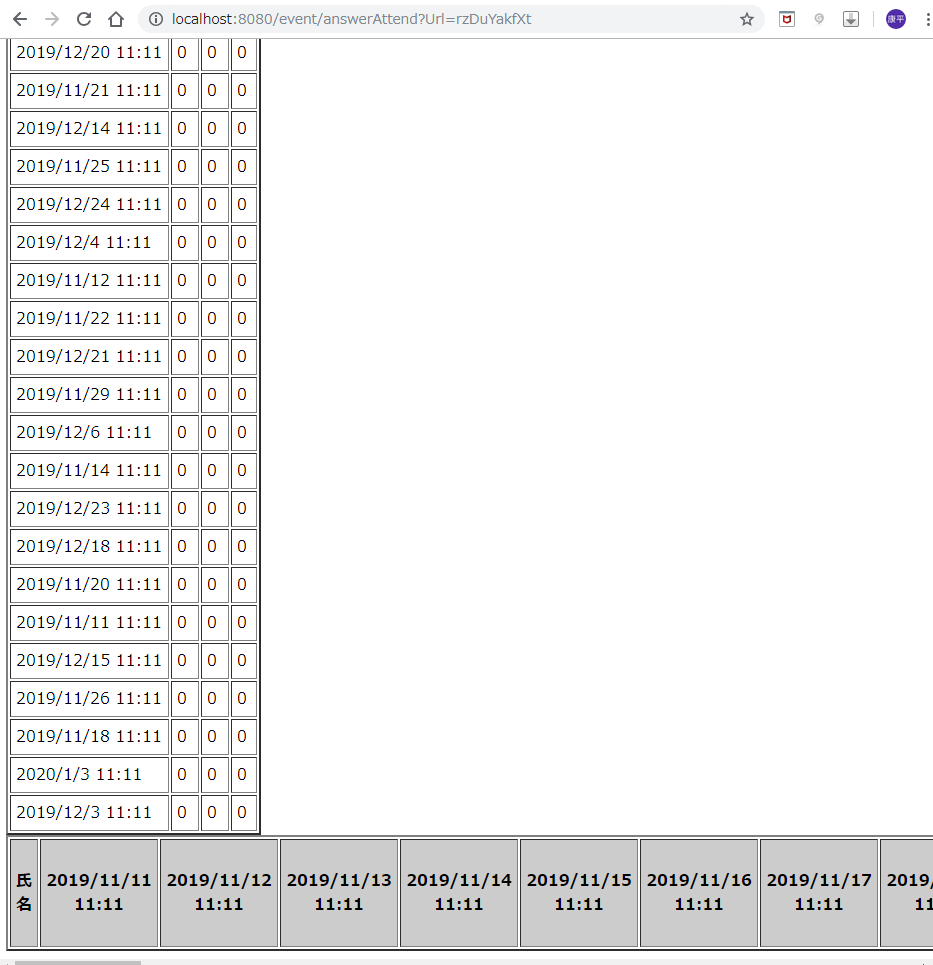 localhost:8080/event/answerAttend?Url=rzDuYakfXt
康平
2019/12/20 11:11 0 0 0
2019/11/21 11:11 0 0 0
2019/12/14 11:11 0 0 0
2019/11/25 11:11 0 0 0
2019/12/24 11:11 0 0 0
2019/12/4 11:11 0 0 0
2019/11/12 11:11 0 0 0
2019/11/22 11:11 0 0 0
2019/12/21 11:11 0 0 0
2019/11/29 11:11 0 0 0
2019/12/6 11:11 0 0 0
2019/11/14 11:11 0 0 0
2019/12/23 11:11 0 0 0
2019/12/18 11:11 0 0 0
2019/11/20 11:11 0 0 0
2019/11/11 11:11 0 0 0
2019/12/15 11:11 0 0 0
2019/11/26 11:11 0 0 0
2019/11/18 11:11 0 0 0
2020/1/3 11:11 0 0 0
2019/12/3 11:11 0 0 0
氏 2019/11/11 2019/11/12 2019/11/13 2019/11/14 2019/11/15 2019/11/16 2019/11/17 2019/
名 11:11 11:11 11:11 11:11 11:11 11:11 11:11 11